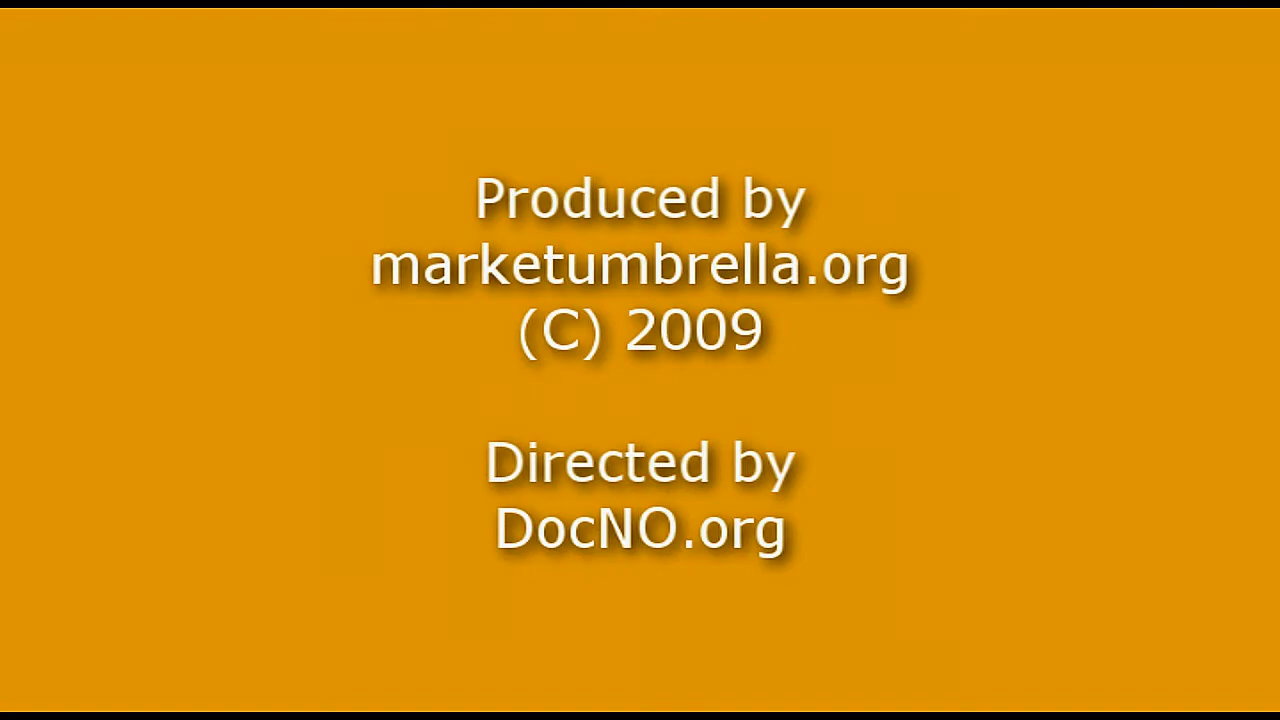 Produced by
marketumbrella.org
(C) 2009
Directed by
DocNO.org